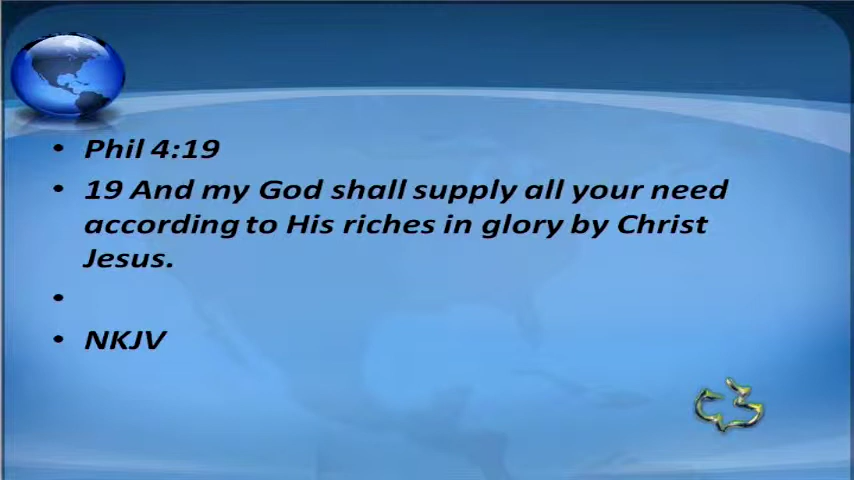 • Phil 4:19
• 19 And my God shall supply all your need
according to His riches in glory by Christ
Jesus.
•
• NKJV